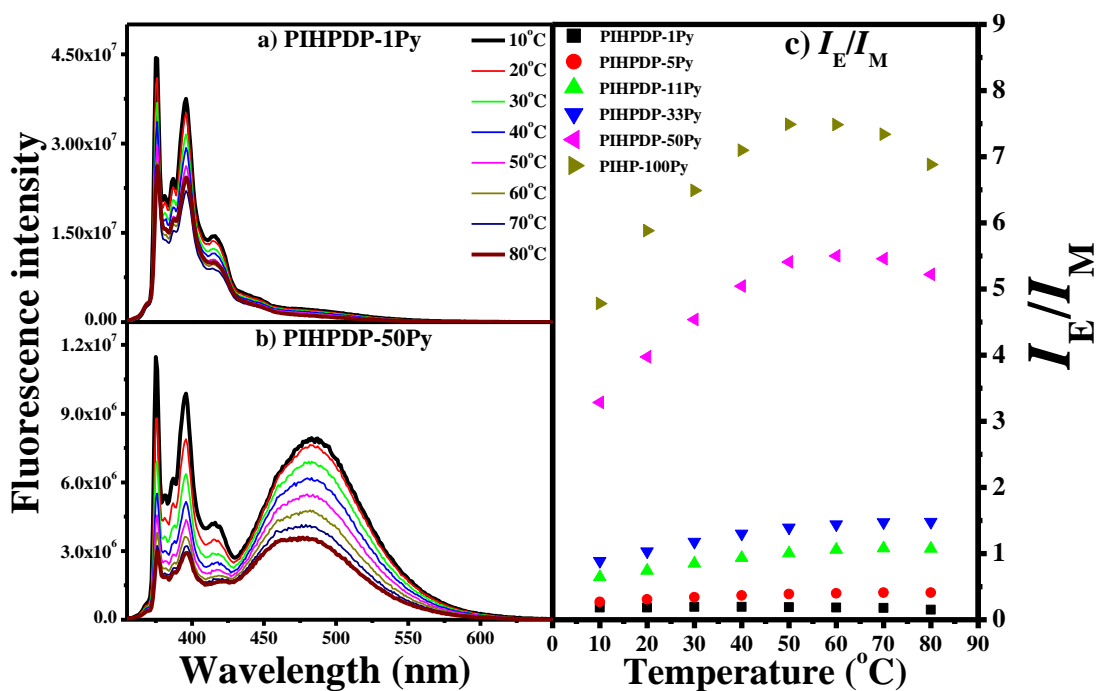 Fluorescence intensity
a) PIHPDP-1Py
4.50x10⁷
3.00x10⁷
1.50x10⁷
0.00
10°C
20°C
30°C
40°C
50°C
60°C
70°C
80°C
b) PIHPDP-50Py
1.2x10⁷
9.0x10⁶
6.0x10⁶
3.0x10⁶
0.0
400 450 500 550 600
Wavelength (nm)
c) I_E/I_M
PIHPDP-1Py
PIHPDP-5Py
PIHPDP-11Py
PIHPDP-33Py
PIHPDP-50Py
PIHP-100Py
9
8
7
6
5
4
3
2
1
0
I_E/I_M
0 10 20 30 40 50 60 70 80 90
Temperature (°C)